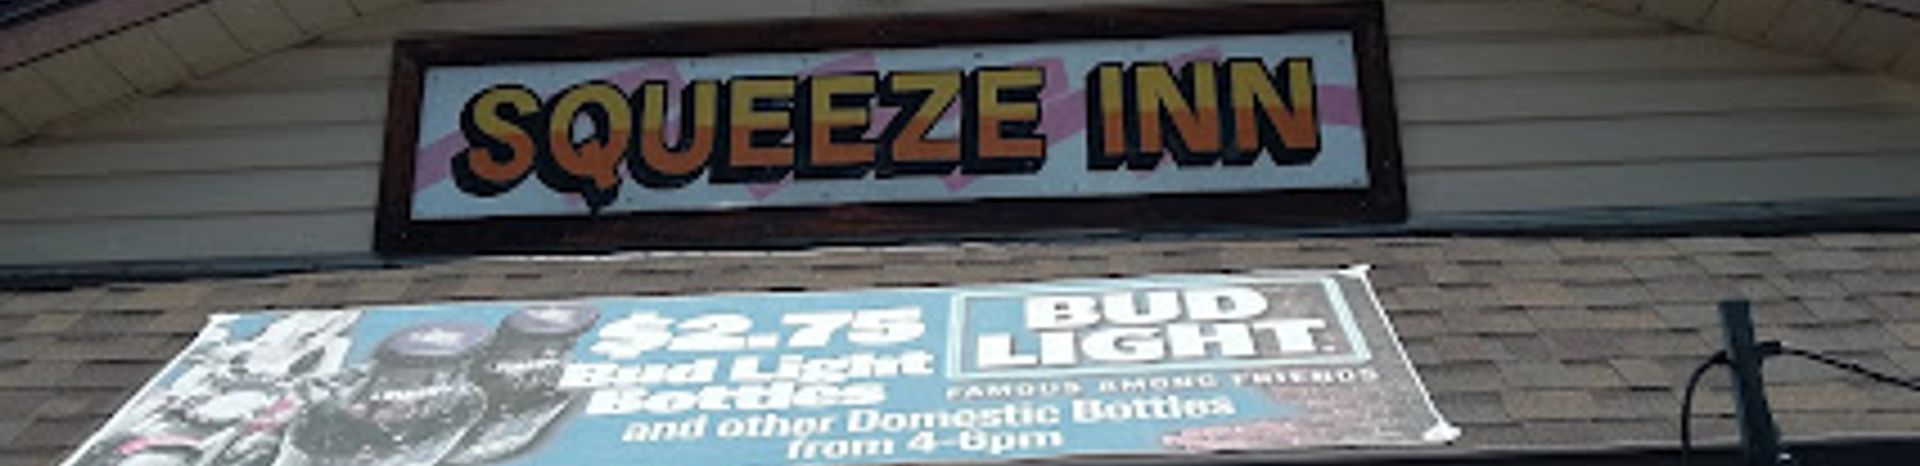 SQUEEZE INN
$2.75
Bud Light
Bottles
and other Domestic Bottles
from 4-6pm
BUD
LIGHT.
FAMOUS AMONG FRIENDS